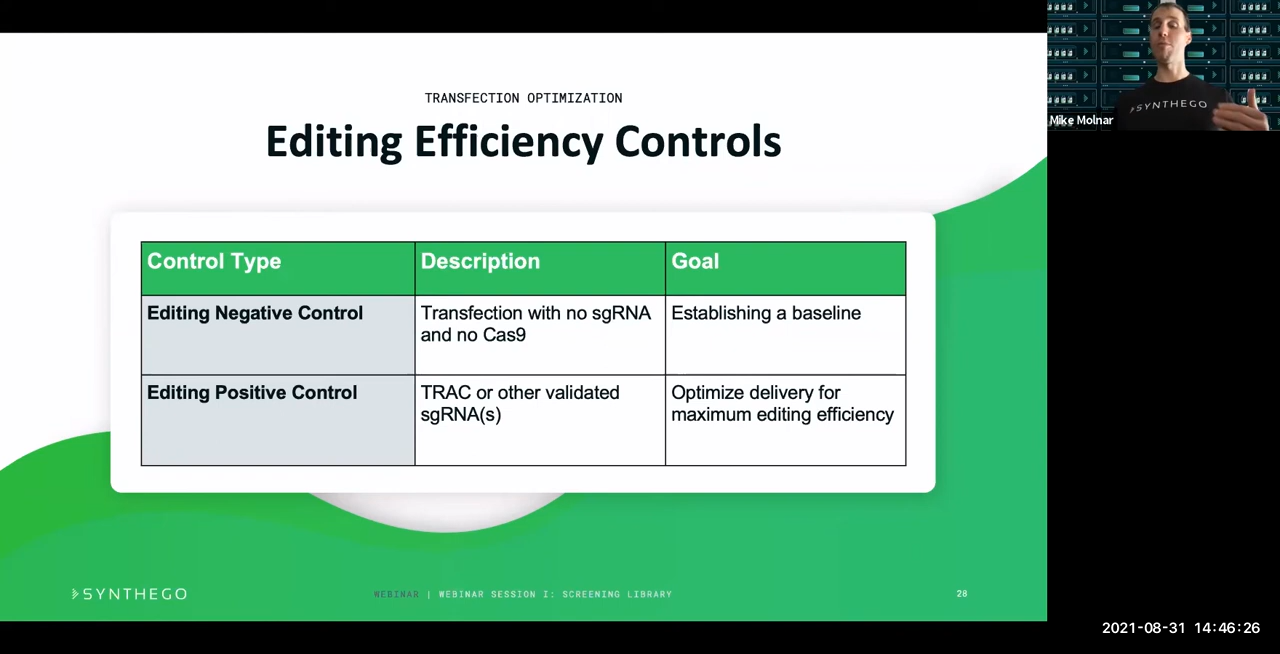 TRANSFECTION OPTIMIZATION
Editing Efficiency Controls
Control Type
Description
Goal
Editing Negative Control
Transfection with no sgRNA
and no Cas9
Establishing a baseline
Editing Positive Control
TRAC or other validated
sgRNA(s)
Optimize delivery for
maximum editing efficiency
SYNTHEGO
WEBINAR | WEBINAR SESSION I: SCREENING LIBRARY
28
SYNTHEGO
Mike Molnar
2021-08-31 14:46:26